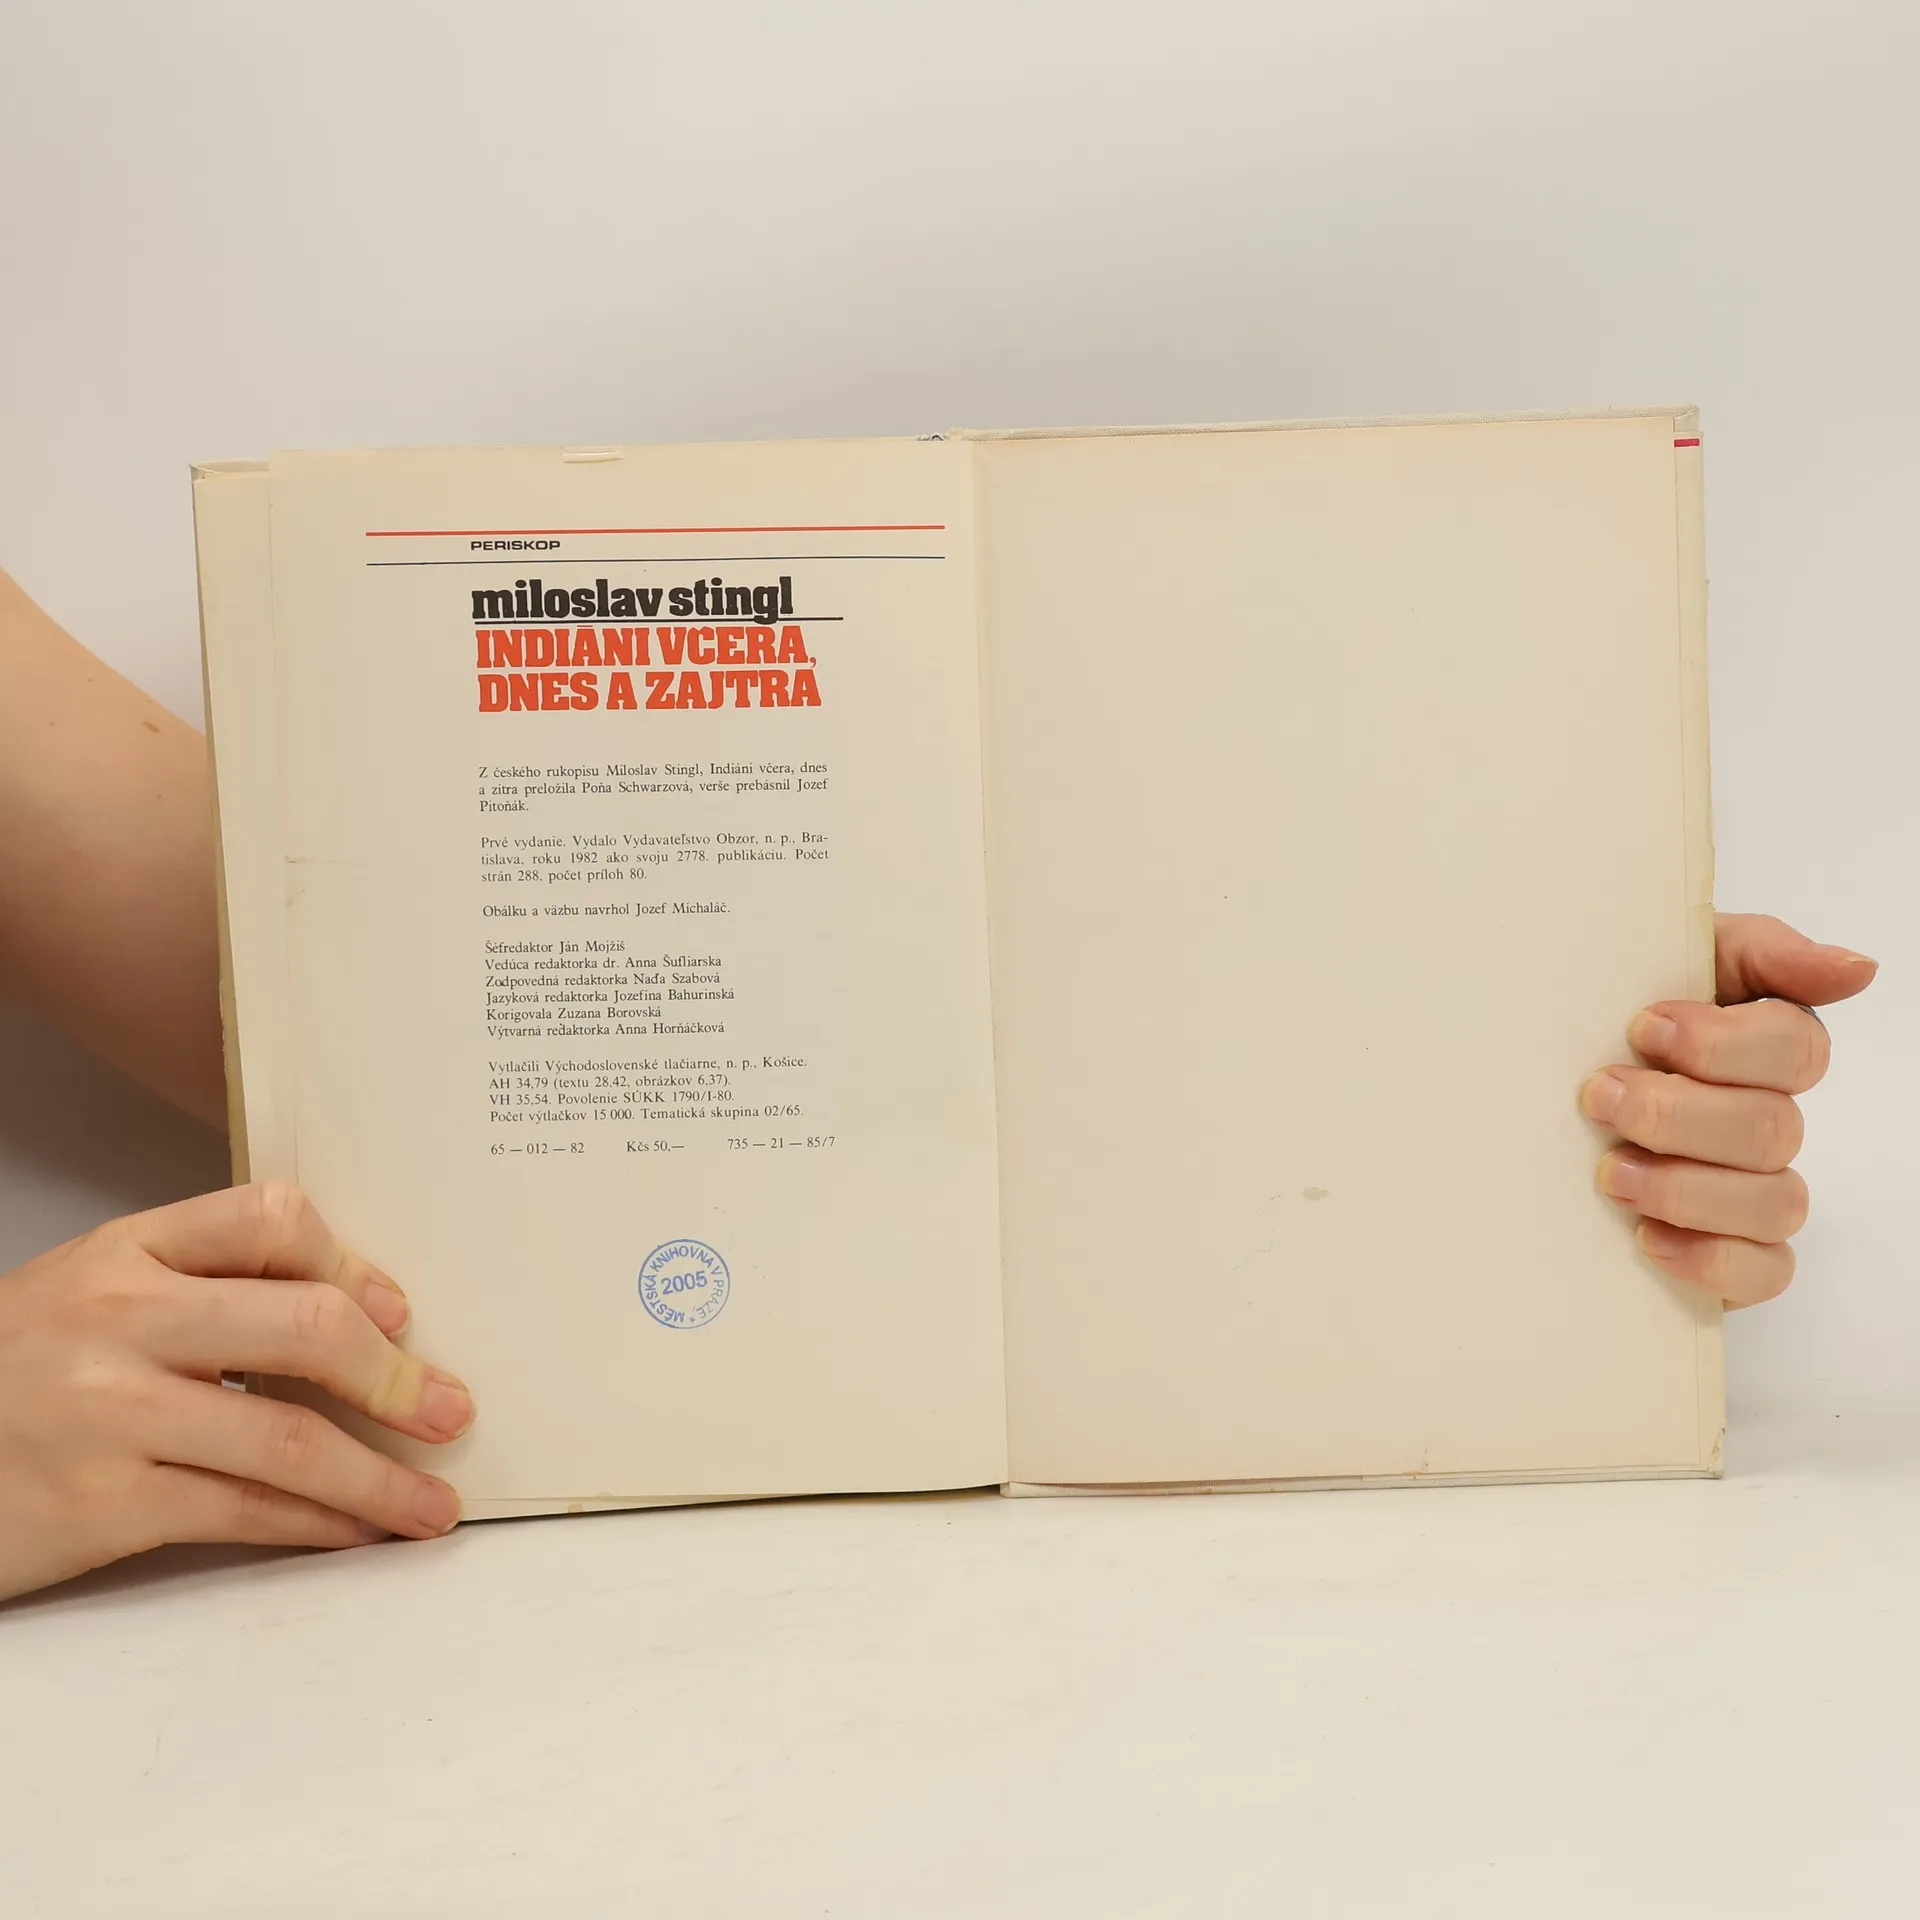 PERISKOP
miloslav stingl
INDIÁNI VČERA,
DNES A ZAJTRA
Z českého rukopisu Miloslav Stingl, Indiáni včera, dnes
a zítra preložila Poňa Schwarzová, verše prebásnil Jozef
Pitoňák.
Prvé vydanie. Vydalo Vydavateľstvo Obzor, n. p., Bra-
tislava, roku 1982 ako svoju 2778. publikáciu. Počet
strán 288, počet príloh 80.
Obálku a väzbu navrhol Jozef Michaláč.
Šéfredaktor Ján Mojžiš
Vedúca redaktorka dr. Anna Šufliarska
Zodpovedná redaktorka Naďa Szabová
Jazyková redaktorka Jozefína Bahurinská
Korigovala Zuzana Borovská
Výtvarná redaktorka Anna Horňáčková
Vytlačili Východoslovenské tlačiarne, n. p., Košice.
AH 34,79 (textu 28,42, obrázkov 6,37).
VH 35,54. Povolenie SÚKK 1790/I-80.
Počet výtlačkov 15 000. Tematická skupina 02/65.
65 — 012 — 82 Kčs 50,— 735 — 21 — 85/7
MĚSTSKÁ KNIHOVNA V PRAZE *
2005